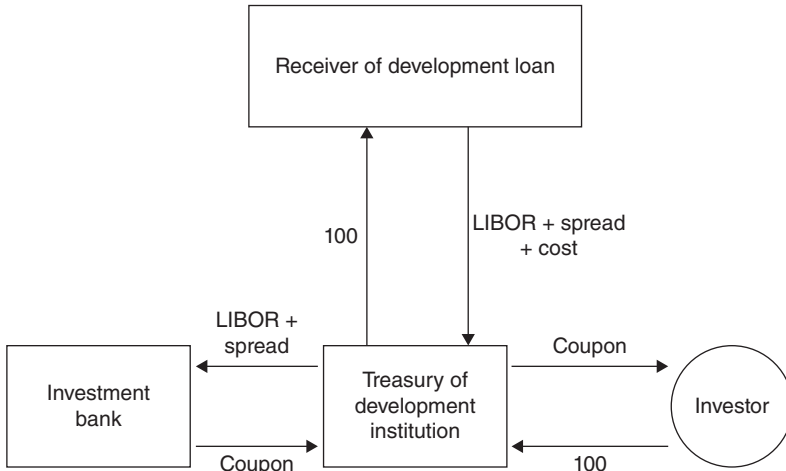 Receiver of development loan
100
LIBOR + spread
+ cost
LIBOR +
spread
Coupon
Investment
bank
Treasury of
development
institution
Investor
Coupon
100